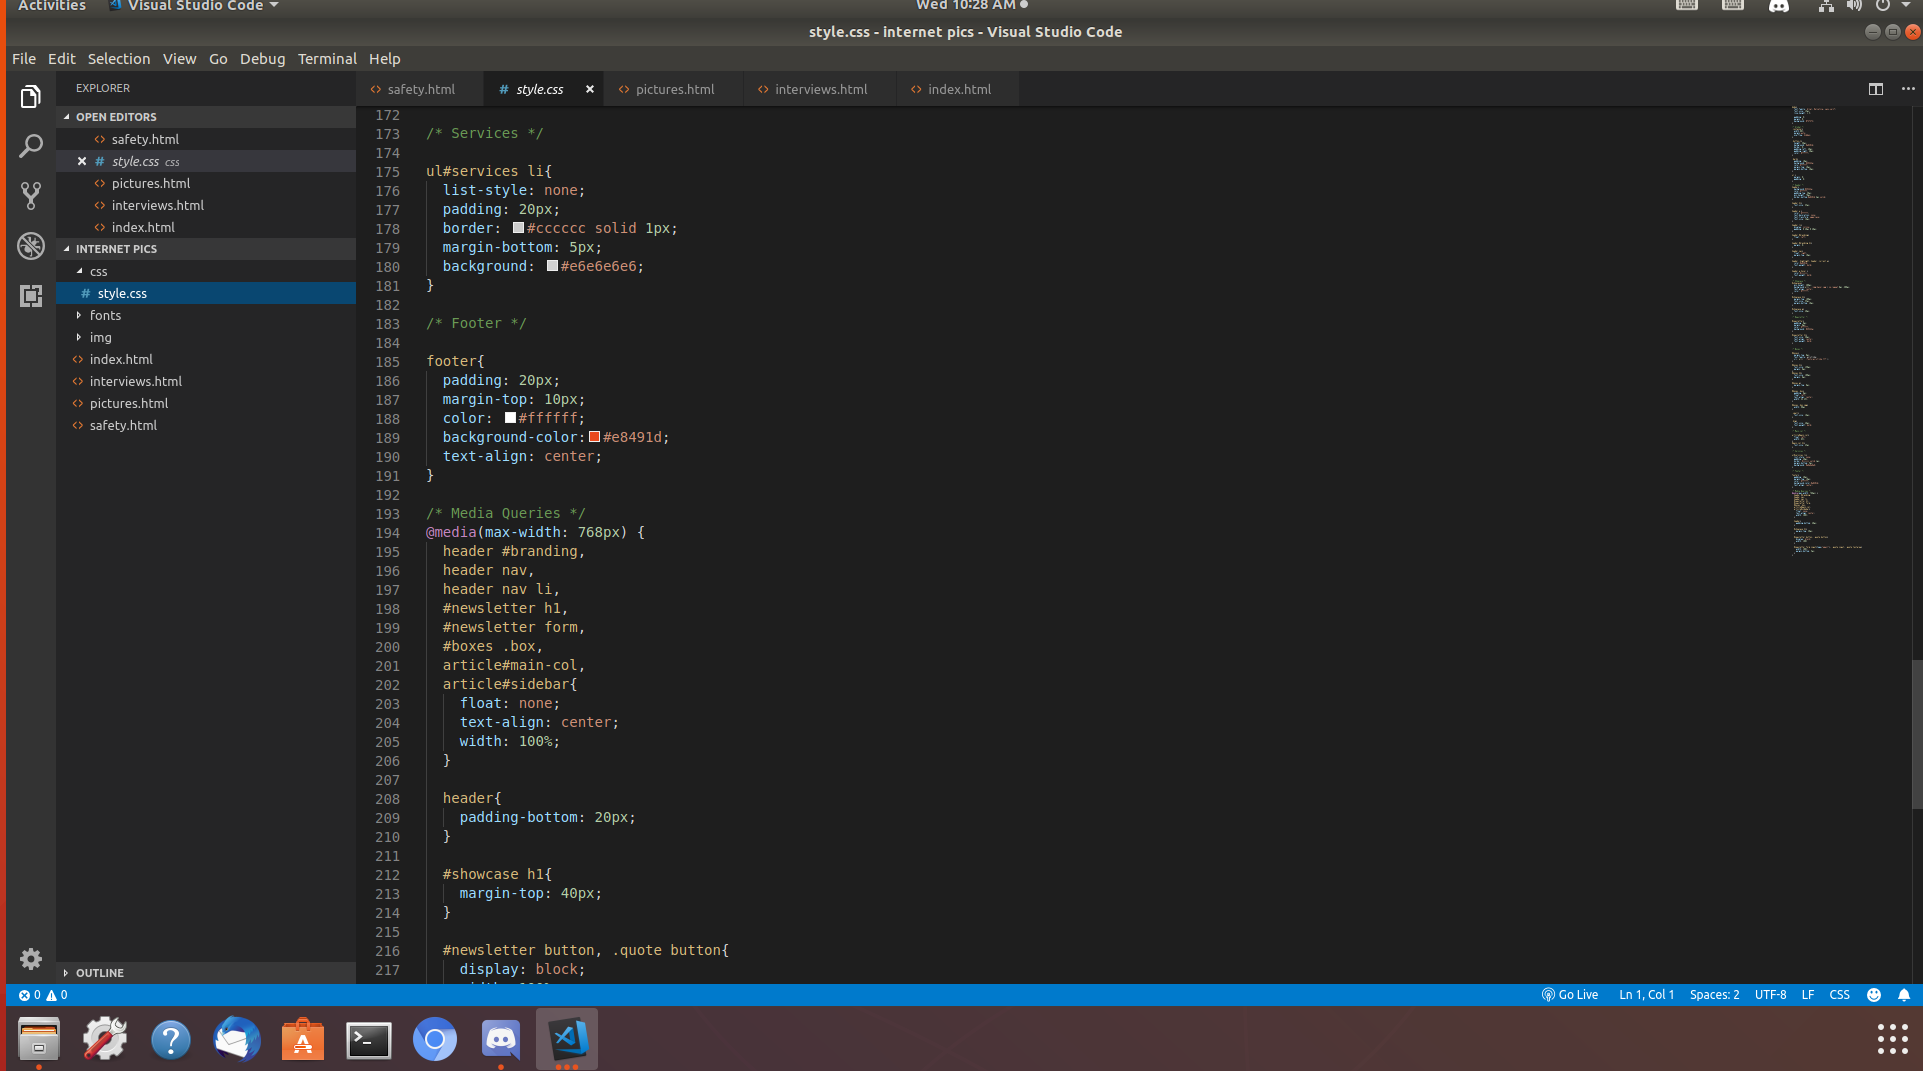 Activities
Visual Studio Code
Wed 10:28 AM
style.css - internet pics - Visual Studio Code
File Edit Selection View Go Debug Terminal Help
EXPLORER
safety.html
style.css
pictures.html
interviews.html
index.html
OPEN EDITORS
safety.html
style.css css
pictures.html
interviews.html
index.html
INTERNET PICS
css
style.css
fonts
img
index.html
interviews.html
pictures.html
safety.html
OUTLINE
172
173 /* Services */
174
175 ul#services li{
176 list-style: none;
177 padding: 20px;
178 border: #cccccc solid 1px;
179 margin-bottom: 5px;
180 background: #e6e6e6e6;
181 }
182
183 /* Footer */
184
185 footer{
186 padding: 20px;
187 margin-top: 10px;
188 color: #ffffff;
189 background-color: #e8491d;
190 text-align: center;
191 }
192
193 /* Media Queries */
194 @media(max-width: 768px) {
195 header #branding,
196 header nav,
197 header nav li,
198 #newsletter h1,
199 #newsletter form,
200 #boxes .box,
201 article#main-col,
202 article#sidebar{
203 float: none;
204 text-align: center;
205 width: 100%;
206 }
207
208 header{
209 padding-bottom: 20px;
210 }
211
212 #showcase h1{
213 margin-top: 40px;
214 }
215
216 #newsletter button, .quote button{
217 display: block;
0 0
Go Live
Ln 1, Col 1
Spaces: 2
UTF-8
LF
CSS